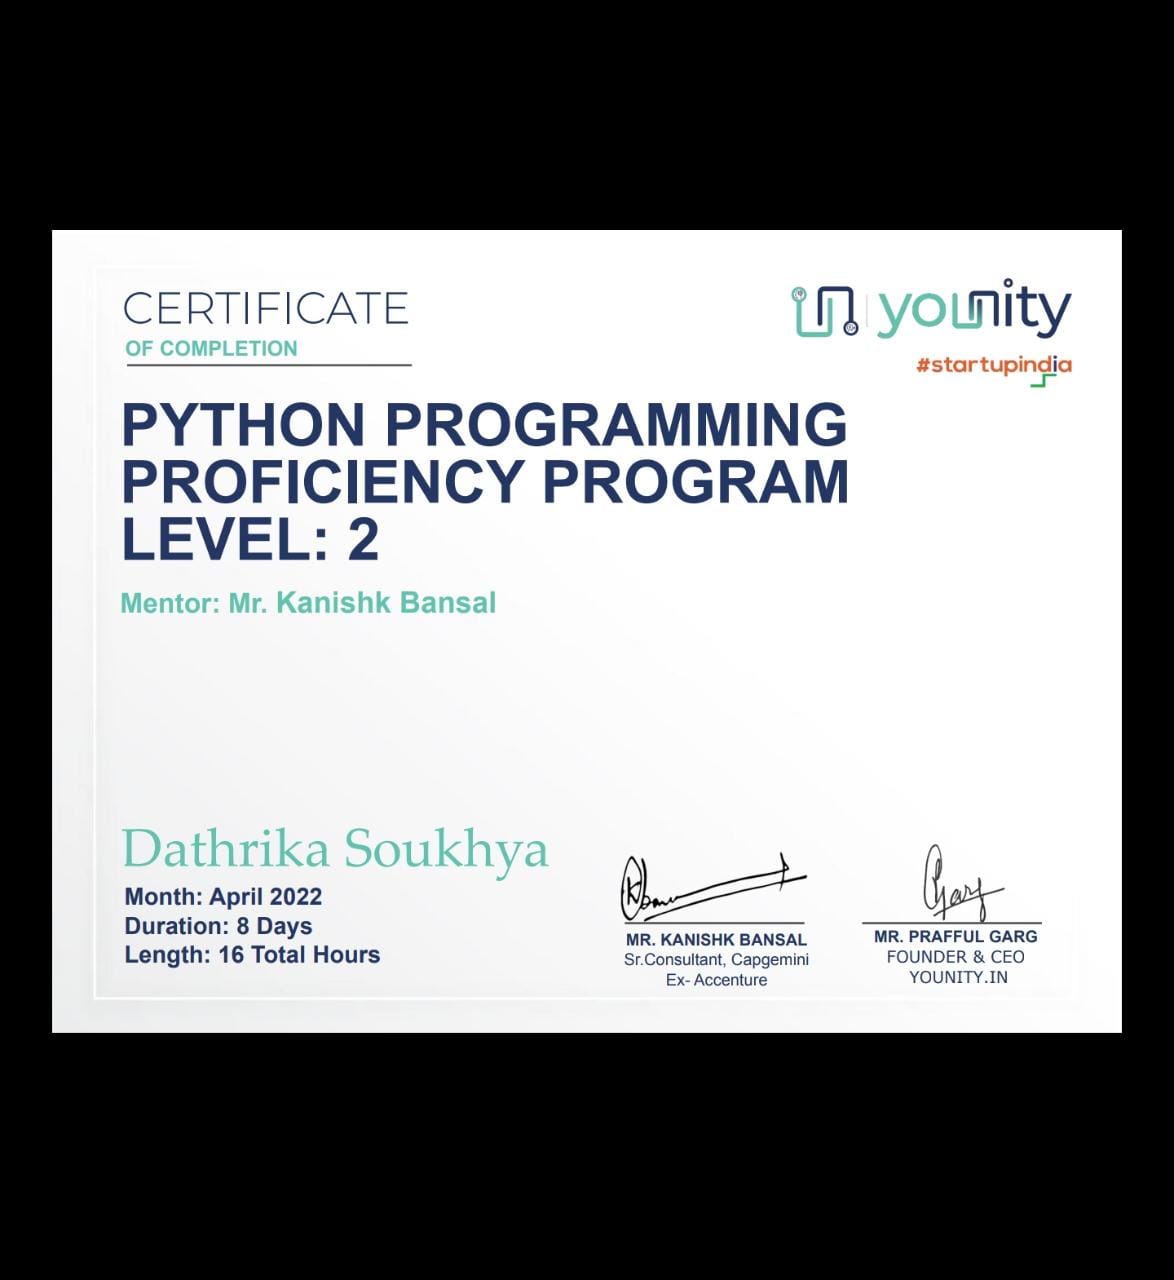 CERTIFICATE
OF COMPLETION
younity
#startupindia
PYTHON PROGRAMMING
PROFICIENCY PROGRAM
LEVEL: 2
Mentor: Mr. Kanishk Bansal
Dathrika Soukhya
Month: April 2022
Duration: 8 Days
Length: 16 Total Hours
MR. KANISHK BANSAL
Sr.Consultant, Capgemini
Ex- Accenture
Garg
MR. PRAFFUL GARG
FOUNDER & CEO
YOUNITY.IN